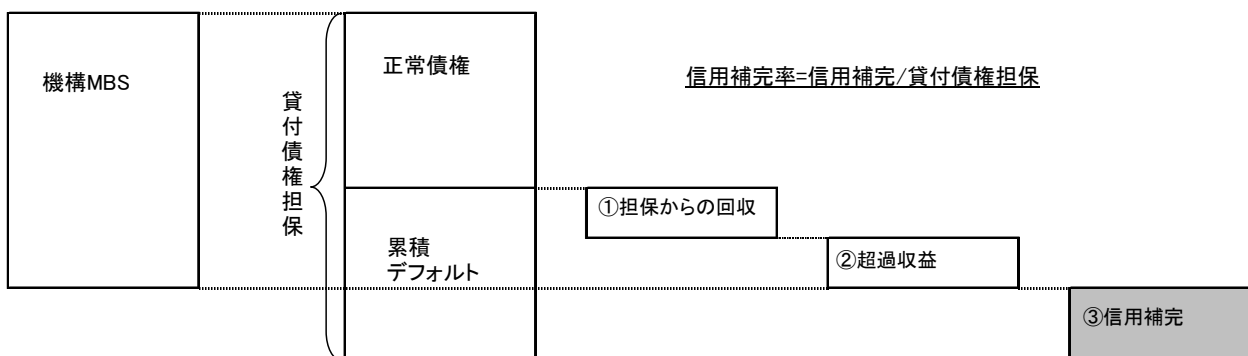 機構MBS
貸付債権担保
正常債権
信用補完率=信用補完/貸付債権担保
①担保からの回収
累積
デフォルト
②超過収益
③信用補完